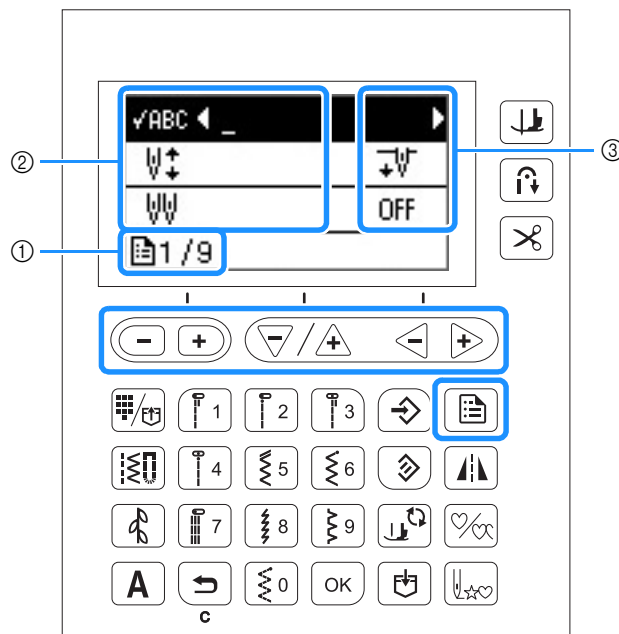 ✓ABC ◀ _ ▶
②
③
OFF
①
1 /9
- + - / + - +
1 2 3
4 5 6
7 8 9
A 0 OK
C